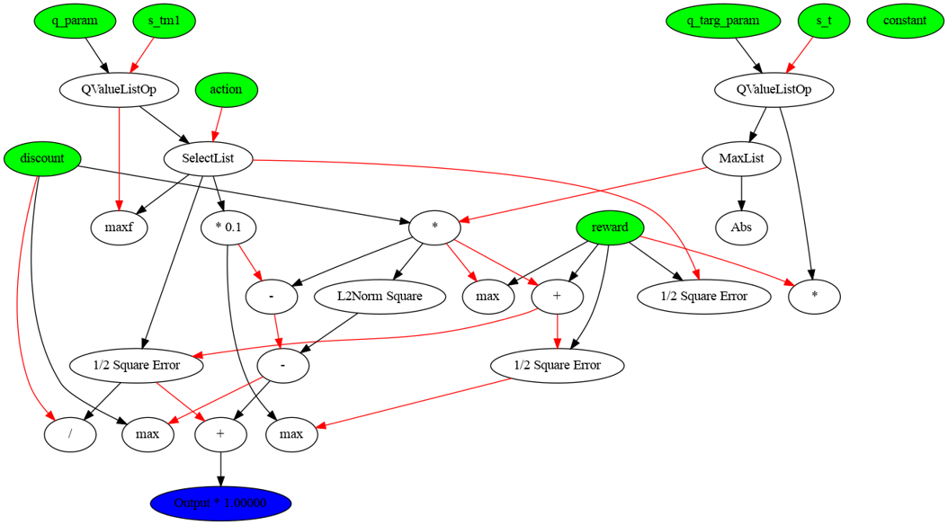 q_param
s_tm1
q_targ_param
s_t
constant
QValueListOp
action
QValueListOp
discount
SelectList
MaxList
maxf
* 0.1
*
reward
Abs
-
L2Norm Square
max
+
1/2 Square Error
*
1/2 Square Error
-
1/2 Square Error
/
max
+
max
Output * 1.00000